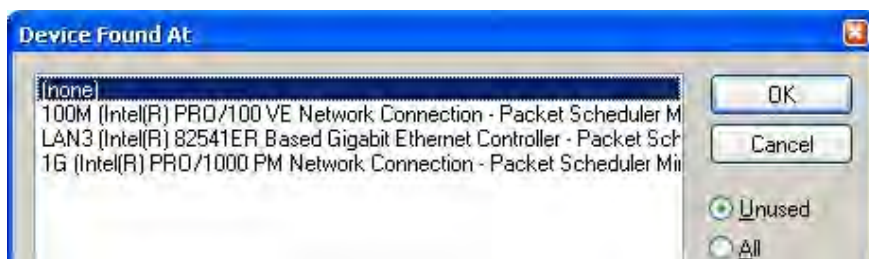 Device Found At
(none)
100M (Intel(R) PRO/100 VE Network Connection - Packet Scheduler M
LAN3 (Intel(R) 82541ER Based Gigabit Ethernet Controller - Packet Sch
1G (Intel(R) PRO/1000 PM Network Connection - Packet Scheduler Mi
OK
Cancel
Unused
All